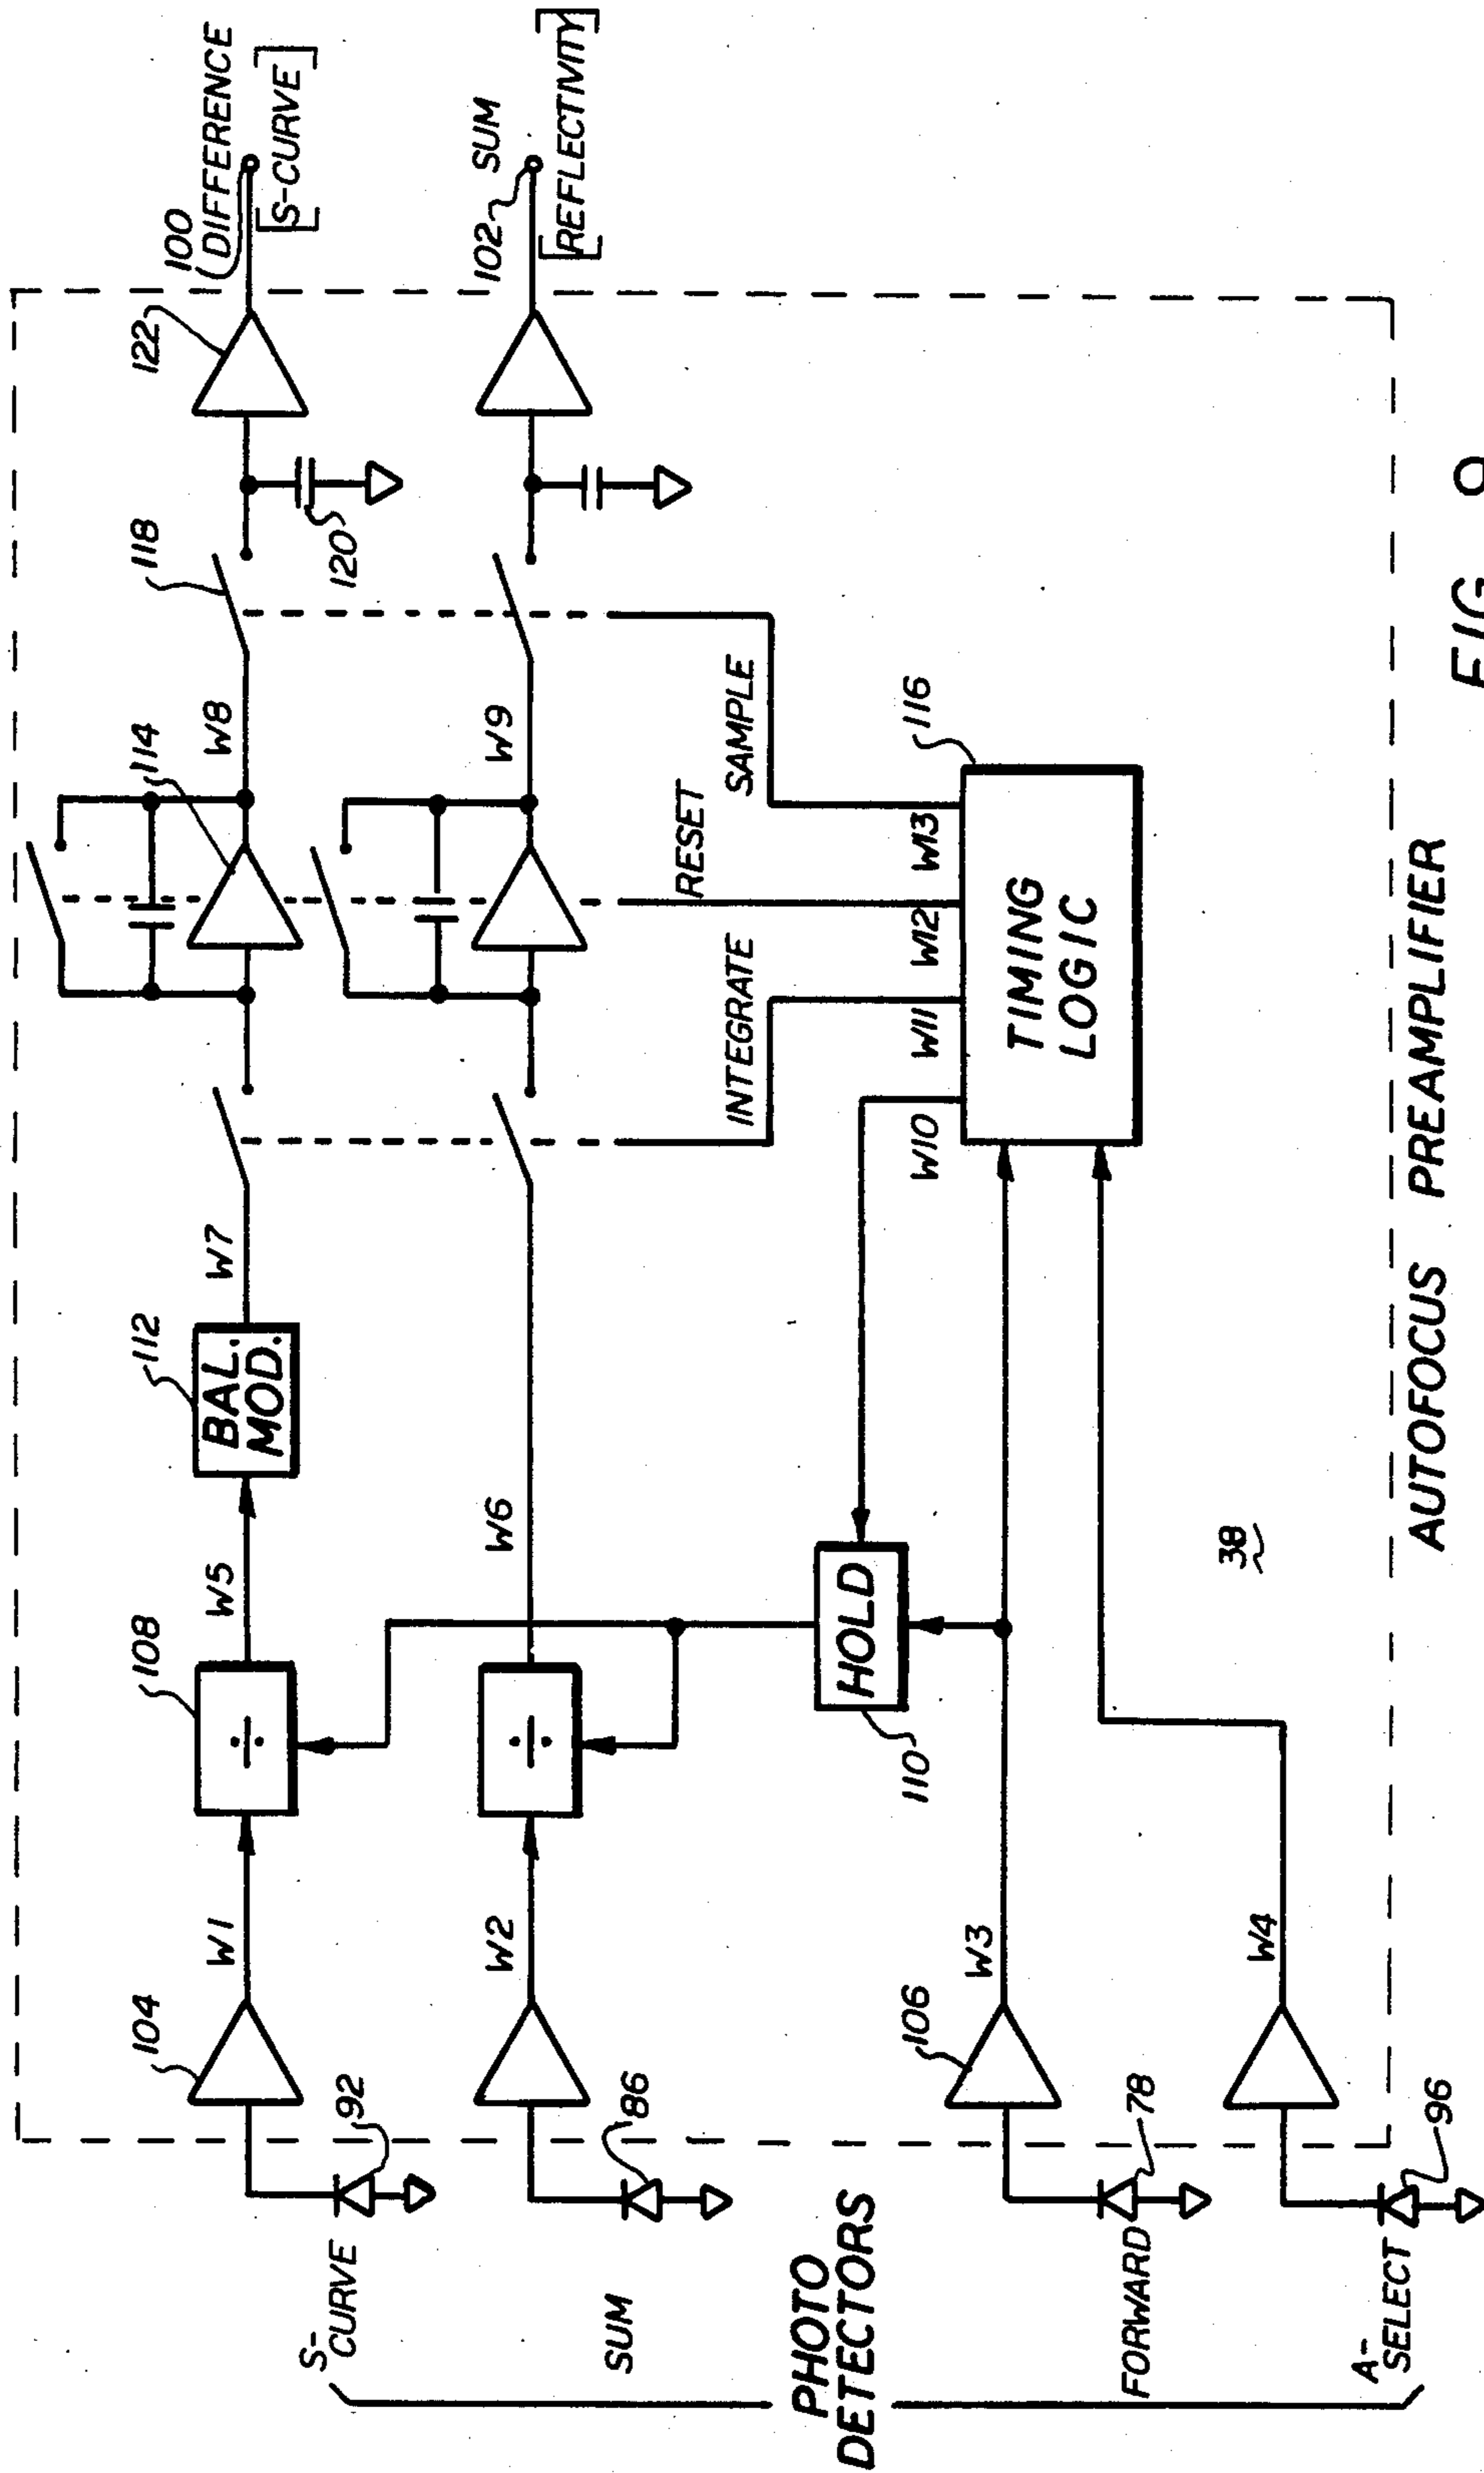 100
DIFFERENCE
[S-CURVE]
102
SUM
[REFLECTIVITY]
122
118
120
114
W8
W9
112
BAL.
MOD.
W7
108
÷
W5
W6
÷
104
W1
W2
S-
CURVE
92
SUM
86
INTEGRATE
RESET
SAMPLE
W10
W11
W12
W13
116
TIMING
LOGIC
HOLD
110
106
W3
W4
38
PHOTO
DETECTORS
FORWARD
78
A-
SELECT
96
AUTOFOCUS PREAMPLIFIER
FIG